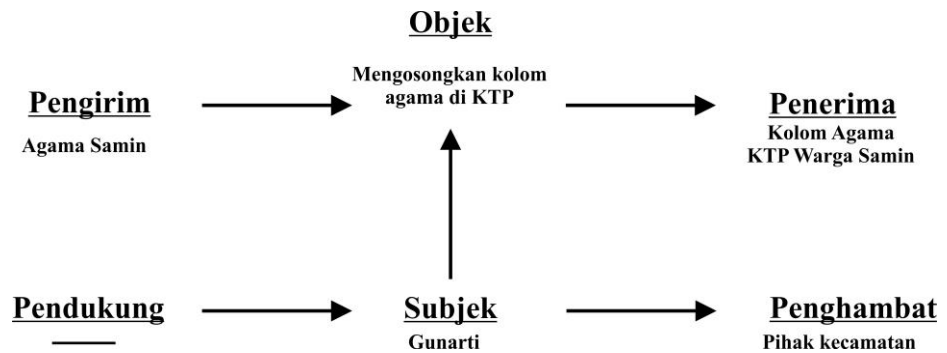 Objek
Mengosongkan kolom
agama di KTP
Pengirim
Agama Samin
Penerima
Kolom Agama
KTP Warga Samin
Pendukung
Subjek
Gunarti
Penghambat
Pihak kecamatan